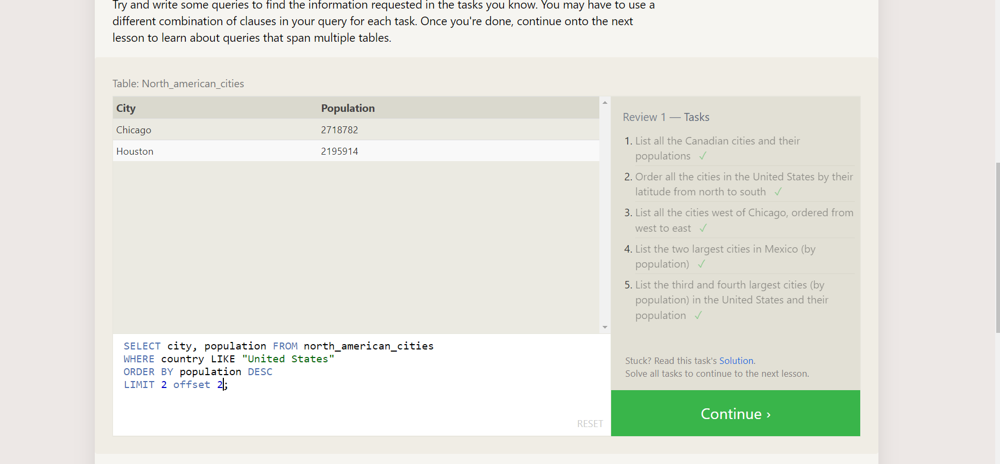 Try and write some queries to find the information requested in the tasks you know. You may have to use a
different combination of clauses in your query for each task. Once you're done, continue onto the next
lesson to learn about queries that span multiple tables.
Table: North_american_cities
City Population
Chicago 2718782
Houston 2195914
SELECT city, population FROM north_american_cities
WHERE country LIKE "United States"
ORDER BY population DESC
LIMIT 2 offset 2;
RESET
Review 1 — Tasks
1. List all the Canadian cities and their
populations ✓
2. Order all the cities in the United States by their
latitude from north to south ✓
3. List all the cities west of Chicago, ordered from
west to east ✓
4. List the two largest cities in Mexico (by
population) ✓
5. List the third and fourth largest cities (by
population) in the United States and their
population ✓
Stuck? Read this task's Solution.
Solve all tasks to continue to the next lesson.
Continue ›